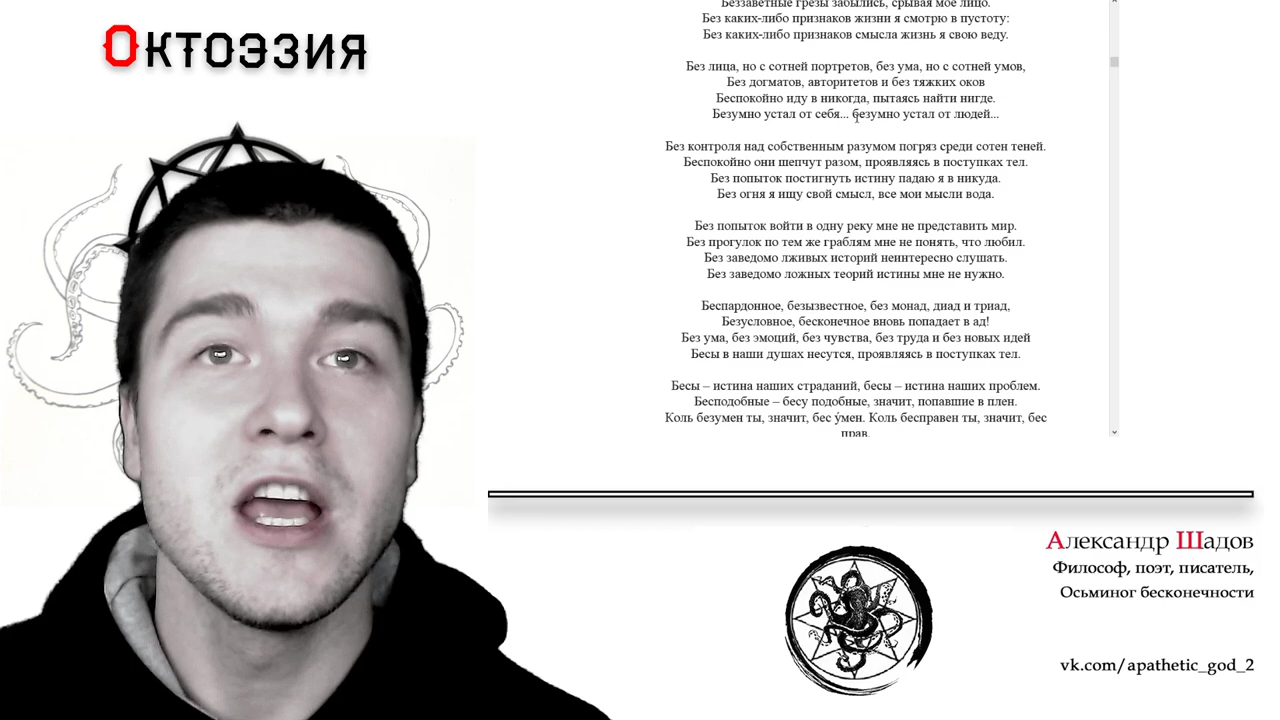 Октоэзия
Беззаветные грёзы забылись, срывая моё лицо.
Без каких-либо признаков жизни я смотрю в пустоту:
Без каких-либо признаков смысла жизнь я свою веду.
Без лица, но с сотней портретов, без ума, но с сотней умов,
Без догматов, авторитетов и без тяжких оков
Беспокойно иду в никогда, пытаясь найти нигде.
Безумно устал от себя... безумно устал от людей...
Без контроля над собственным разумом погряз среди сотен теней.
Беспокойно они шепчут разом, проявляясь в поступках тел.
Без попыток постигнуть истину падаю я в никуда.
Без огня я ищу свой смысл, все мои мысли вода.
Без попыток войти в одну реку мне не представить мир.
Без прогулок по тем же граблям мне не понять, что любил.
Без заведомо лживых историй неинтересно слушать.
Без заведомо ложных теорий истины мне не нужно.
Беспардонное, безызвестное, без монад, диад и триад,
Безусловное, бесконечное вновь попадает в ад!
Без ума, без эмоций, без чувства, без труда и без новых идей
Бесы в наши душах несутся, проявляясь в поступках тел.
Бесы – истина наших страданий, бесы – истина наших проблем.
Бесподобные – бесу подобные, значит, попавшие в плен.
Коль безумен ты, значит, бес у́мен. Коль бесправен ты, значит, бес
прав.
Александр Шадов
Философ, поэт, писатель,
Осьминог бесконечности
vk.com/apathetic_god_2